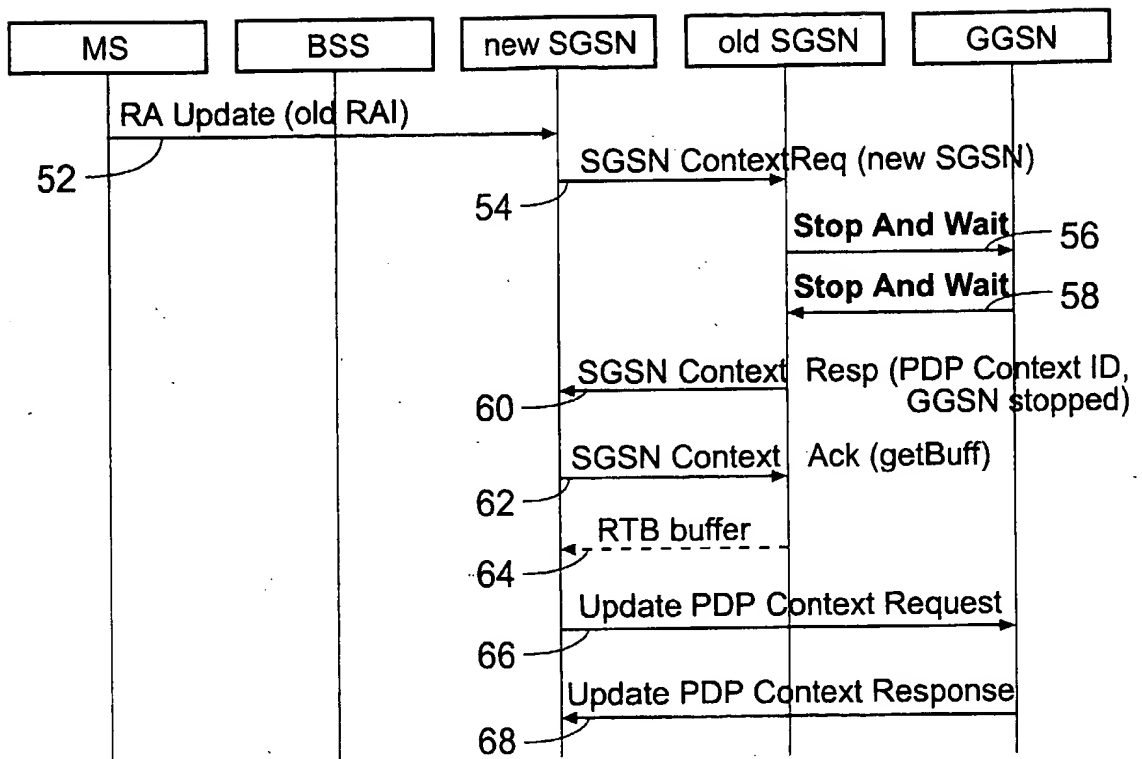 MS BSS new SGSN old SGSN GGSN
RA Update (old RAI)
52
SGSN ContextReq (new SGSN)
54
Stop And Wait
56
Stop And Wait
58
SGSN Context Resp (PDP Context ID,
GGSN stopped)
60
SGSN Context Ack (getBuff)
62
RTB buffer
64
Update PDP Context Request
66
Update PDP Context Response
68